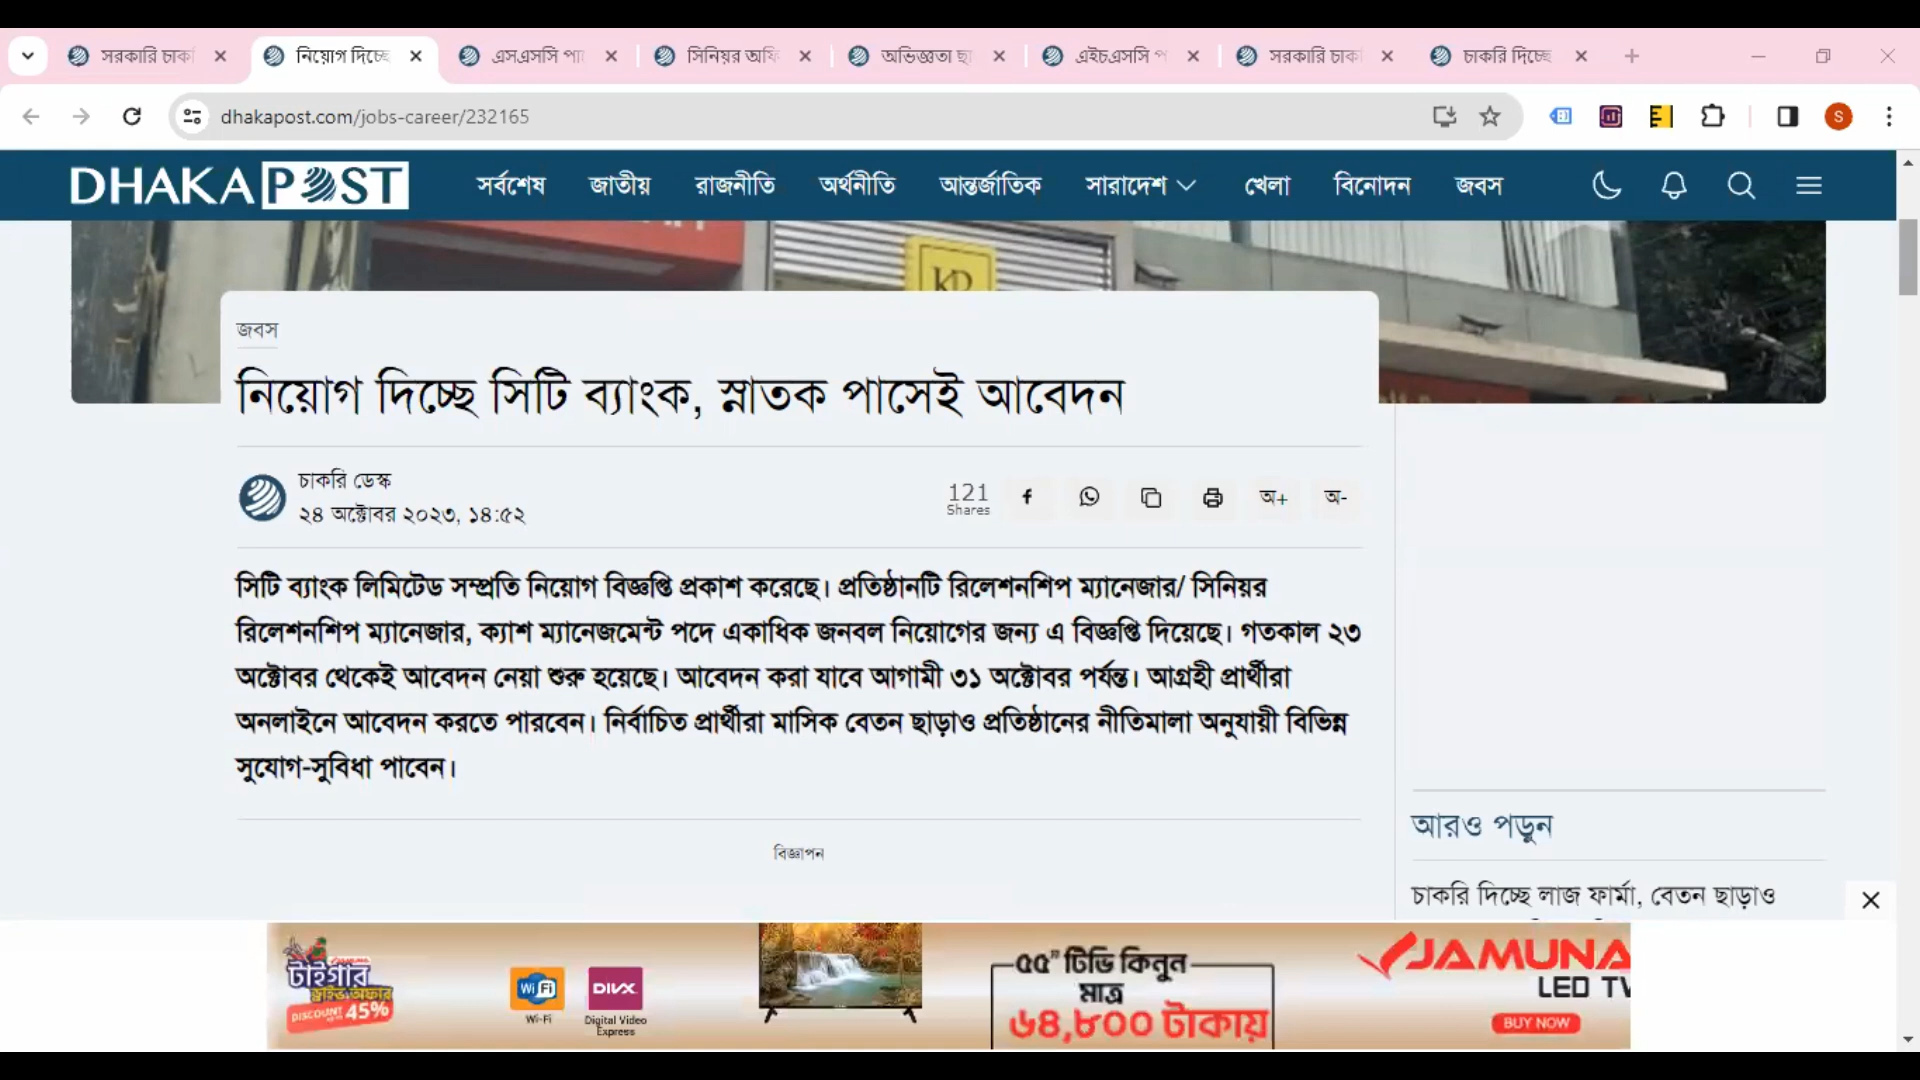 সরকারি চাক
নিয়োগ দিচ্ছে
এসএসসি পা
সিনিয়র অফি
অভিজ্ঞতা ছা
এইচএসসি প
সরকারি চাক
চাকরি দিচ্ছে
dhakapost.com/jobs-career/232165
S
DHAKA POST
সর্বশেষ জাতীয় রাজনীতি অর্থনীতি আন্তর্জাতিক সারাদেশ খেলা বিনোদন জবস
জবস
নিয়োগ দিচ্ছে সিটি ব্যাংক, স্নাতক পাসেই আবেদন
চাকরি ডেস্ক
২৪ অক্টোবর ২০২৩, ১৪:৫২
121
Shares
অ+ অ-
সিটি ব্যাংক লিমিটেড সম্প্রতি নিয়োগ বিজ্ঞপ্তি প্রকাশ করেছে। প্রতিষ্ঠানটি রিলেশনশিপ ম্যানেজার/ সিনিয়র
রিলেশনশিপ ম্যানেজার, ক্যাশ ম্যানেজমেন্ট পদে একাধিক জনবল নিয়োগের জন্য এ বিজ্ঞপ্তি দিয়েছে। গতকাল ২৩
অক্টোবর থেকেই আবেদন নেয়া শুরু হয়েছে। আবেদন করা যাবে আগামী ৩১ অক্টোবর পর্যন্ত। আগ্রহী প্রার্থীরা
অনলাইনে আবেদন করতে পারবেন। নির্বাচিত প্রার্থীরা মাসিক বেতন ছাড়াও প্রতিষ্ঠানের নীতিমালা অনুযায়ী বিভিন্ন
সুযোগ-সুবিধা পাবেন।
বিজ্ঞাপন
আরও পড়ুন
চাকরি দিচ্ছে লাজ ফার্মা, বেতন ছাড়াও
টাইগার
ড্রাইভ অফার
DISCOUNT 45%
Wi Fi
Wi-Fi
DIVX
Digital Video
Express
৫৫" টিভি কিনুন
মাত্র
৬৪,৮০০ টাকায়
JAMUNA
LED TV
BUY NOW